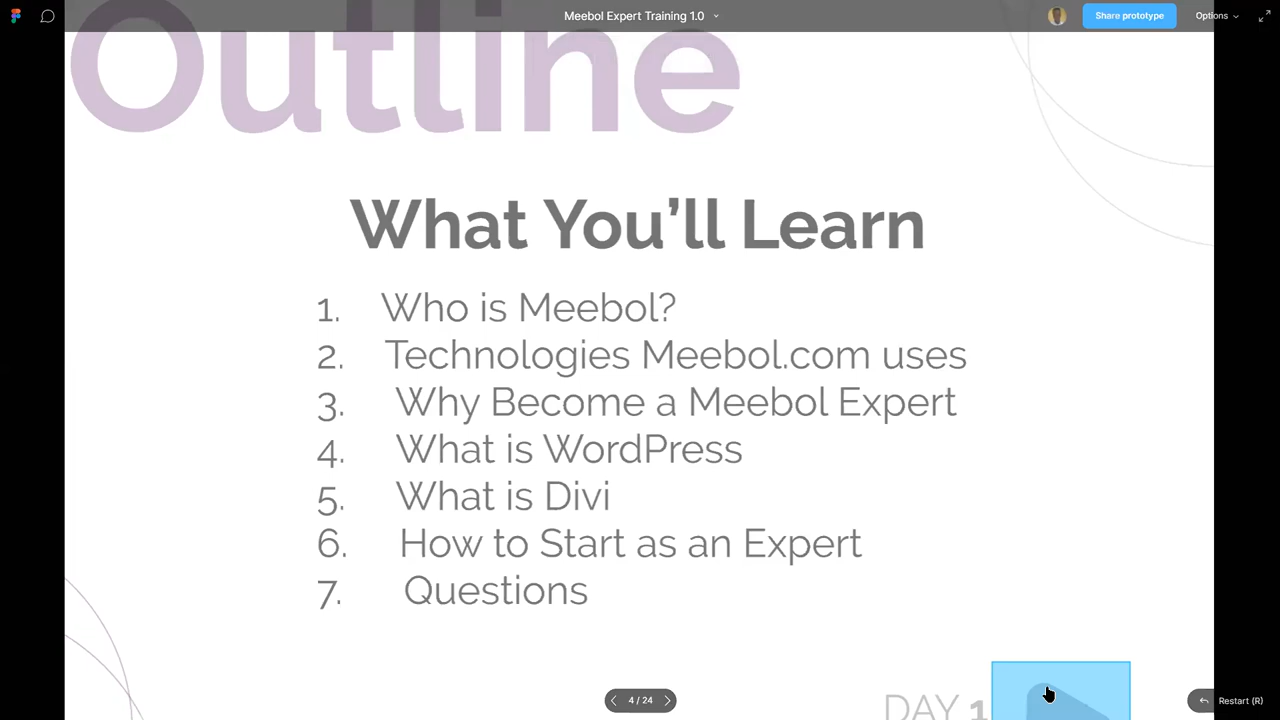 Meebol Expert Training 1.0
Share prototype
Options
Outline
What You’ll Learn
1. Who is Meebol?
2. Technologies Meebol.com uses
3. Why Become a Meebol Expert
4. What is WordPress
5. What is Divi
6. How to Start as an Expert
7. Questions
DAY 1
4 / 24
Restart (R)